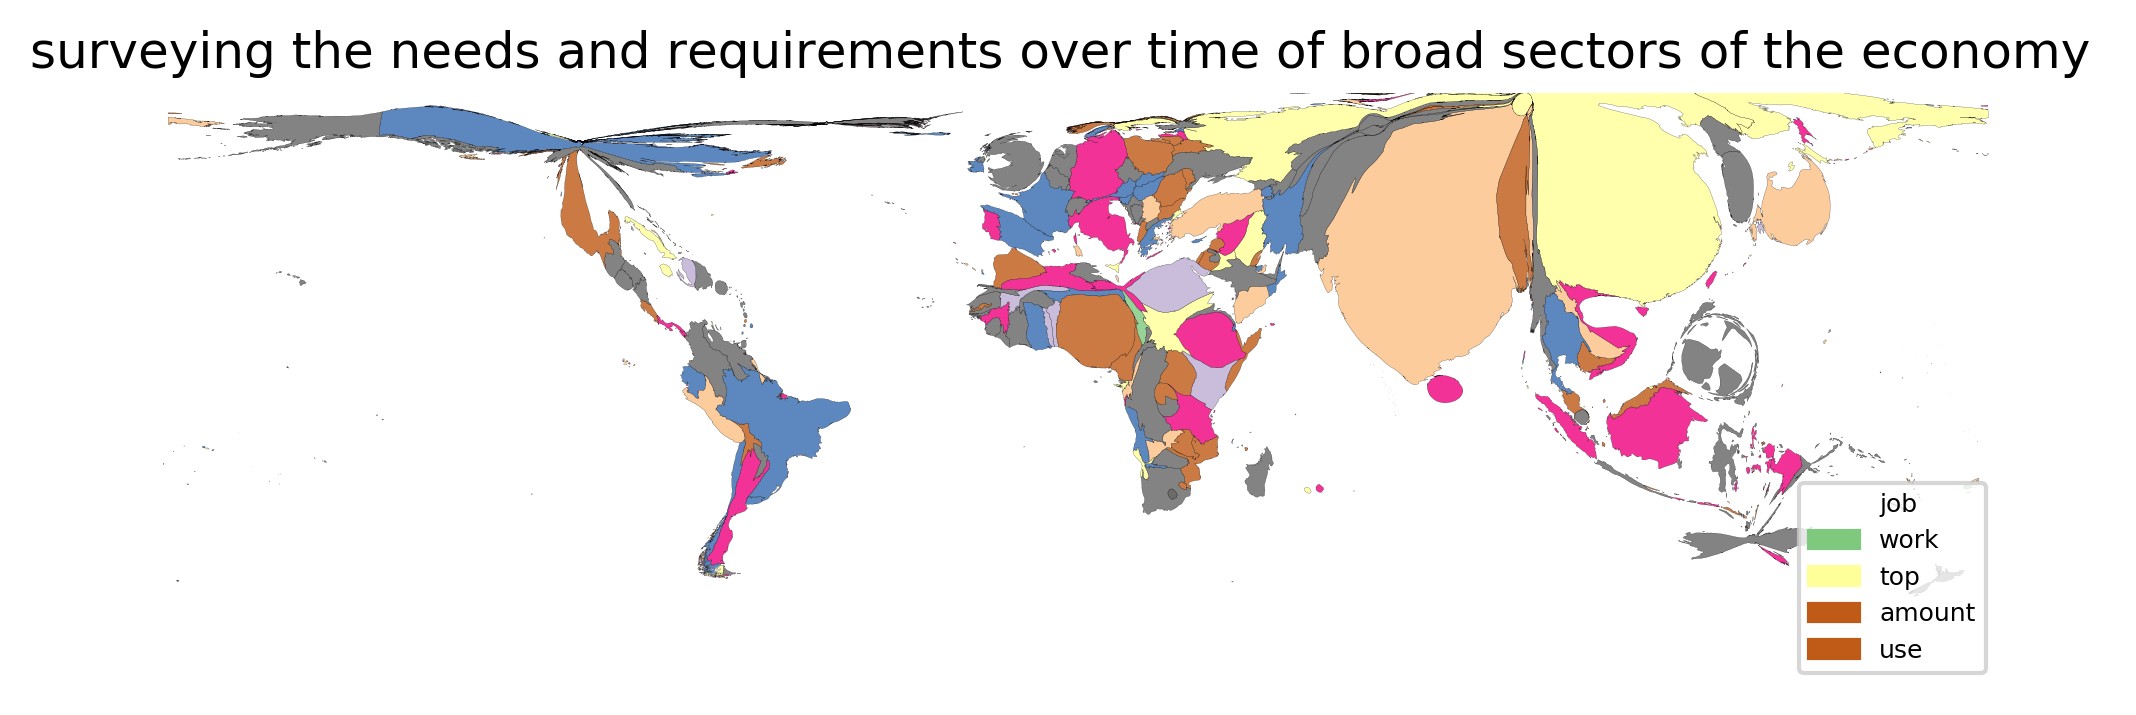 surveying the needs and requirements over time of broad sectors of the economy
job
work
top
amount
use